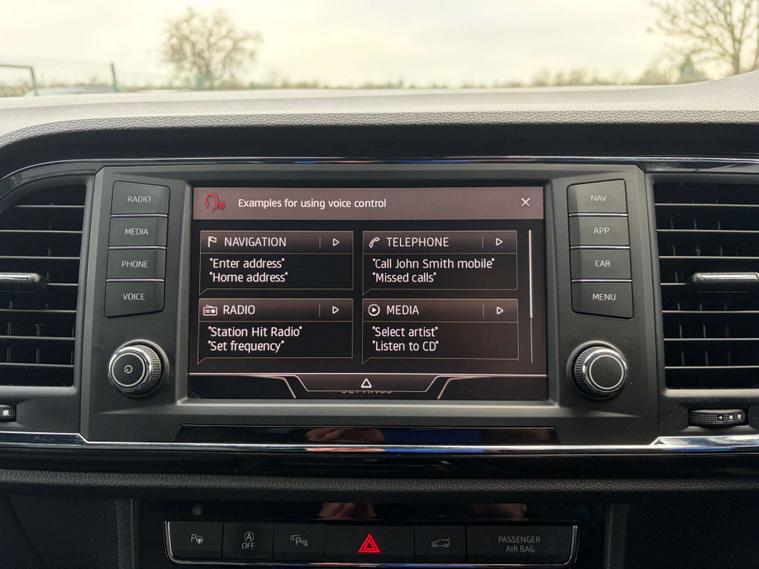 RADIO
MEDIA
PHONE
VOICE
Examples for using voice control
NAVIGATION
"Enter address"
"Home address"
TELEPHONE
"Call John Smith mobile"
"Missed calls"
RADIO
"Station Hit Radio"
"Set frequency"
MEDIA
"Select artist"
"Listen to CD"
NAV
APP
CAR
MENU
P
A
OFF
P
PASSENGER
AIR BAG